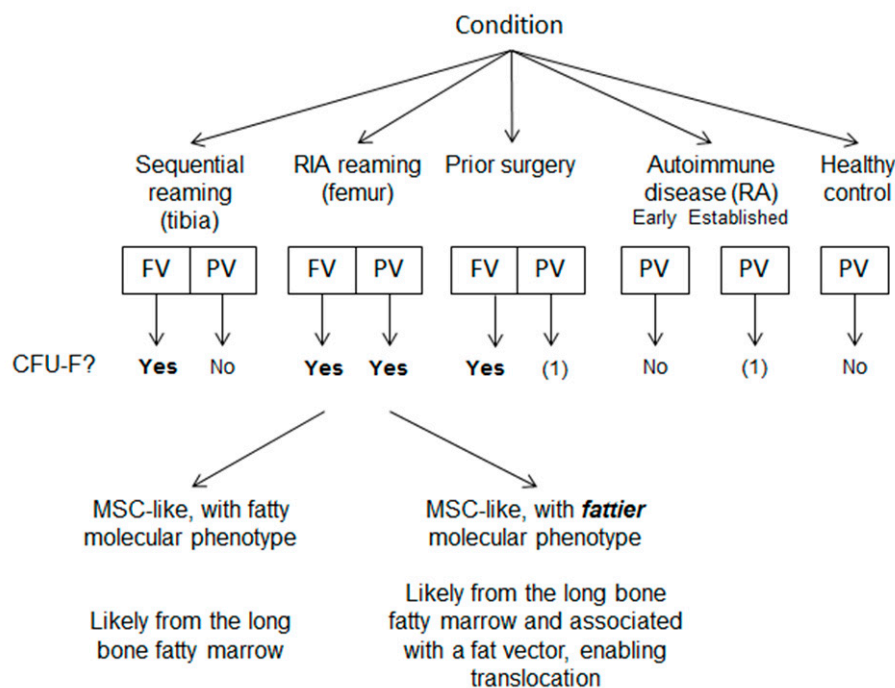 Condition
Sequential
reaming
(tibia)
RIA reaming
(femur)
Prior surgery
Autoimmune
disease (RA)
Early Established
Healthy
control
FV PV FV PV FV PV PV PV PV
CFU-F? Yes No Yes Yes Yes (1) No (1) No
MSC-like, with fatty
molecular phenotype
MSC-like, with fattier
molecular phenotype
Likely from the long
bone fatty marrow
Likely from the long bone
fatty marrow and associated
with a fat vector, enabling
translocation